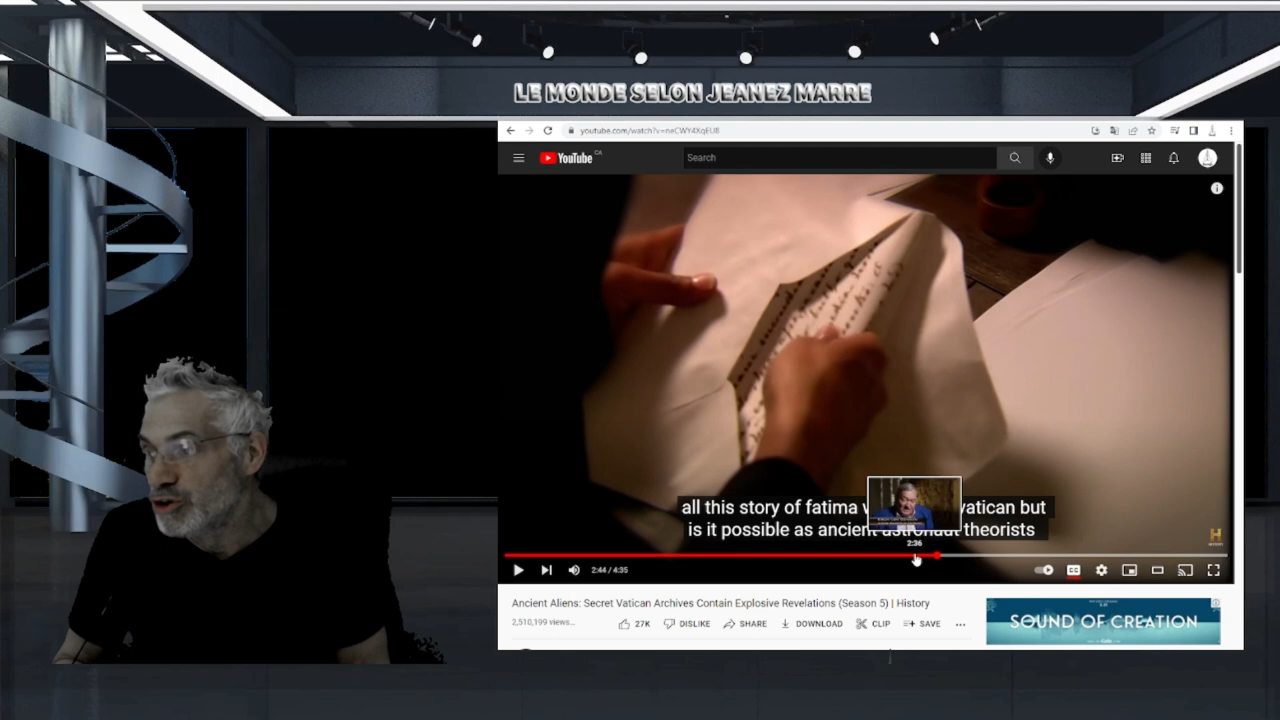 LE MONDE SELON JEANEZ MARRE
youtube.com/watch?v=neCWY4XqEU8
YouTube CA
Search
all this story of fatima vatican but
is it possible as ancient astronaut theorists
2:36
2:44 / 4:35
Ancient Aliens: Secret Vatican Archives Contain Explosive Revelations (Season 5) | History
2,510,199 views...
27K DISLIKE SHARE DOWNLOAD CLIP SAVE ...
SOUND OF CREATION